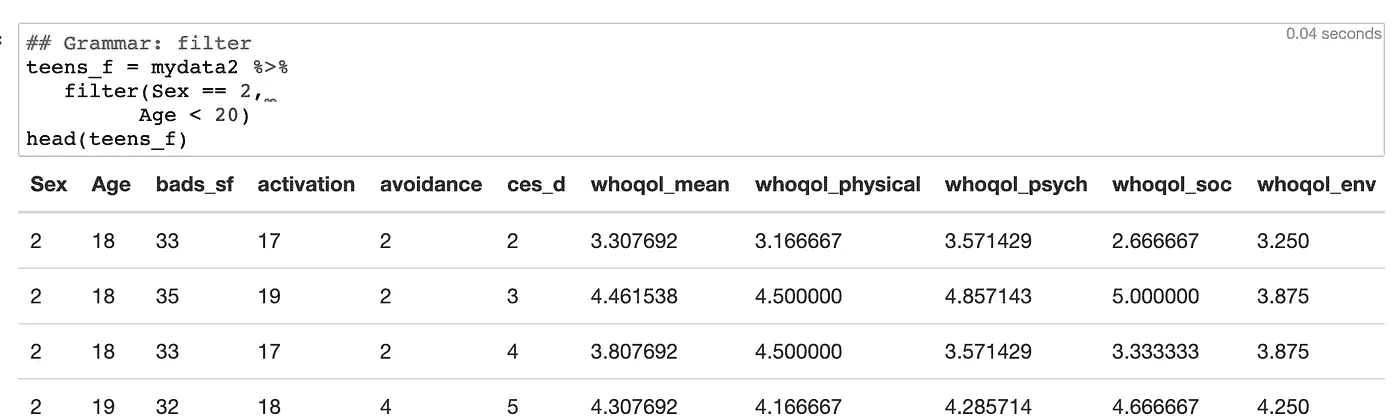 ## Grammar: filter
0.04 seconds
teens_f = mydata2 %>%
filter(Sex == 2,
Age < 20)
head(teens_f)
Sex Age bads_sf activation avoidance ces_d whoqol_mean whoqol_physical whoqol_psych whoqol_soc whoqol_env
2 18 33 17 2 2 3.307692 3.166667 3.571429 2.666667 3.250
2 18 35 19 2 3 4.461538 4.500000 4.857143 5.000000 3.875
2 18 33 17 2 4 3.807692 4.500000 3.571429 3.333333 3.875
2 19 32 18 4 5 4.307692 4.166667 4.285714 4.666667 4.250